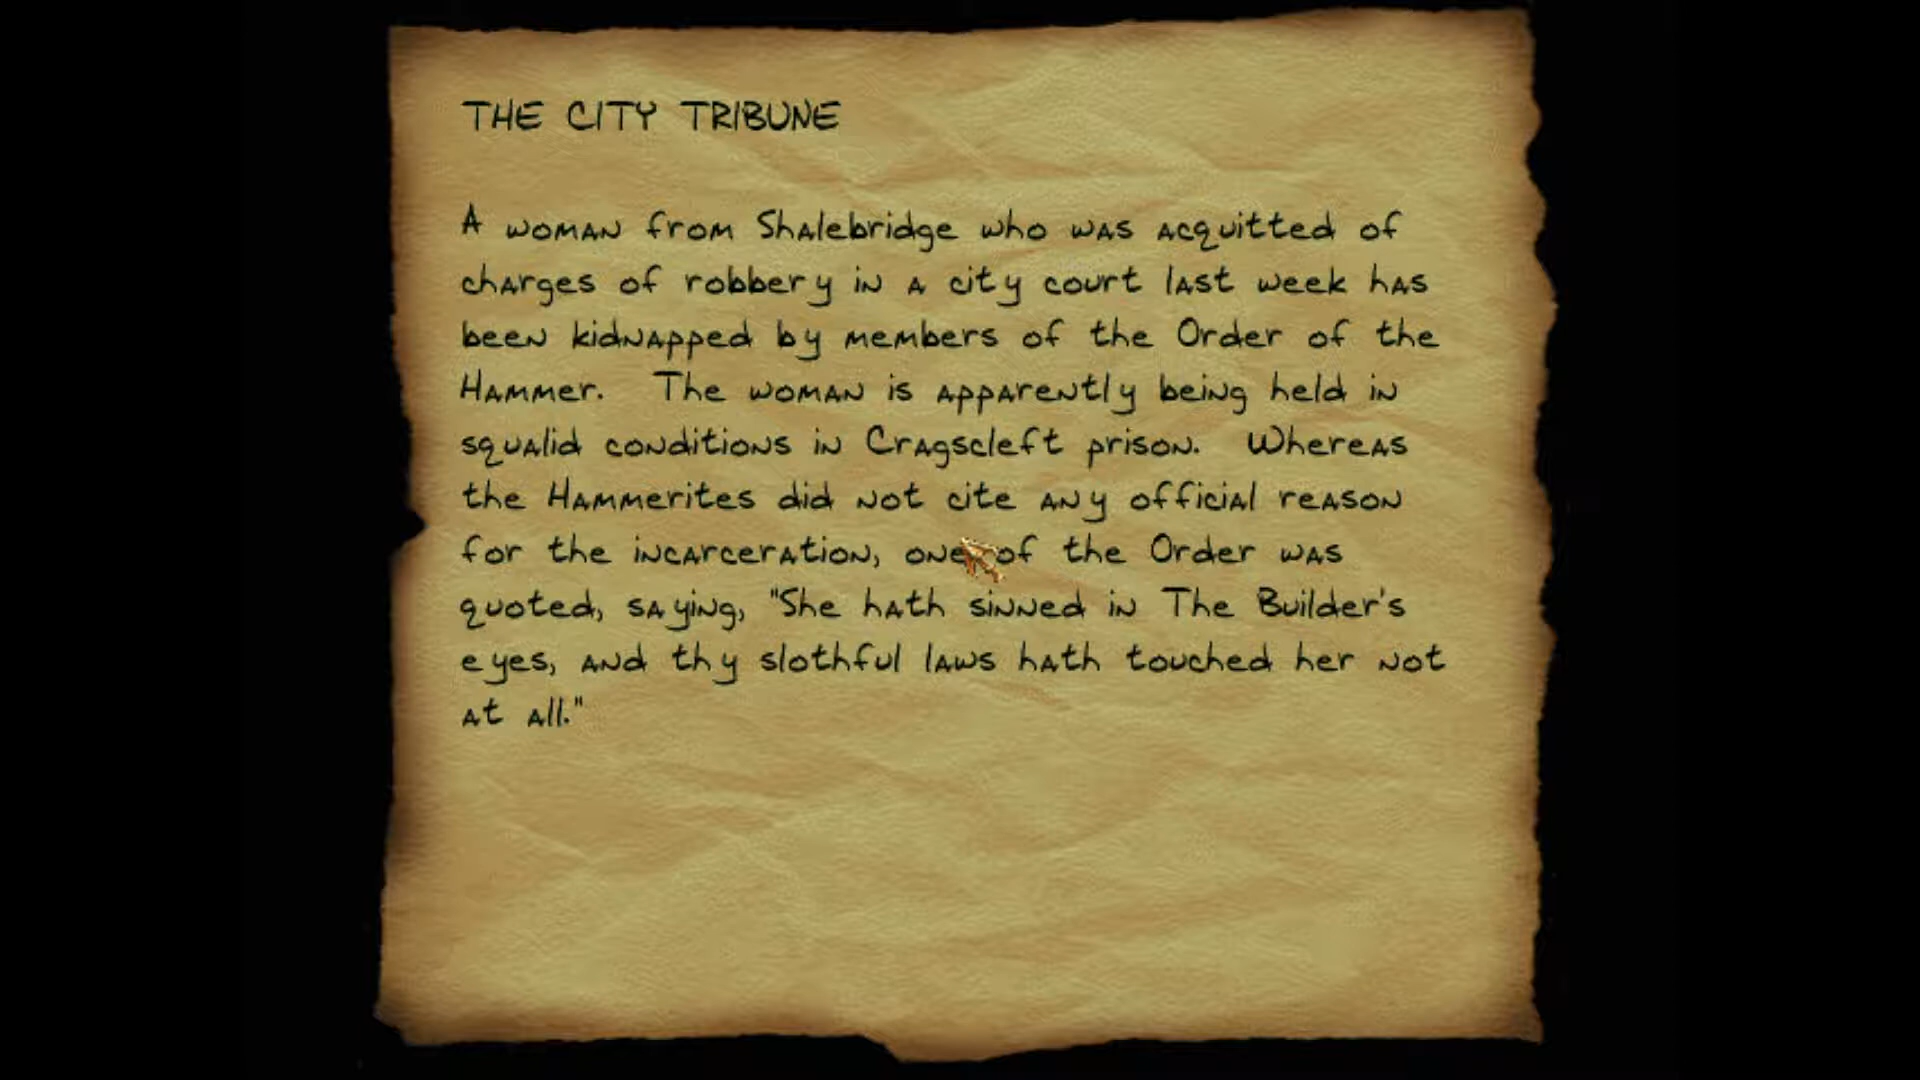 THE CITY TRIBUNE
A woman from Shalebridge who was acquitted of
charges of robbery in a city court last week has
been kidnapped by members of the Order of the
Hammer. The woman is apparently being held in
squalid conditions in Cragscleft prison. Whereas
the Hammerites did not cite any official reason
for the incarceration, one of the Order was
quoted, saying, "She hath sinned in The Builder's
eyes, and thy slothful laws hath touched her not
at all."